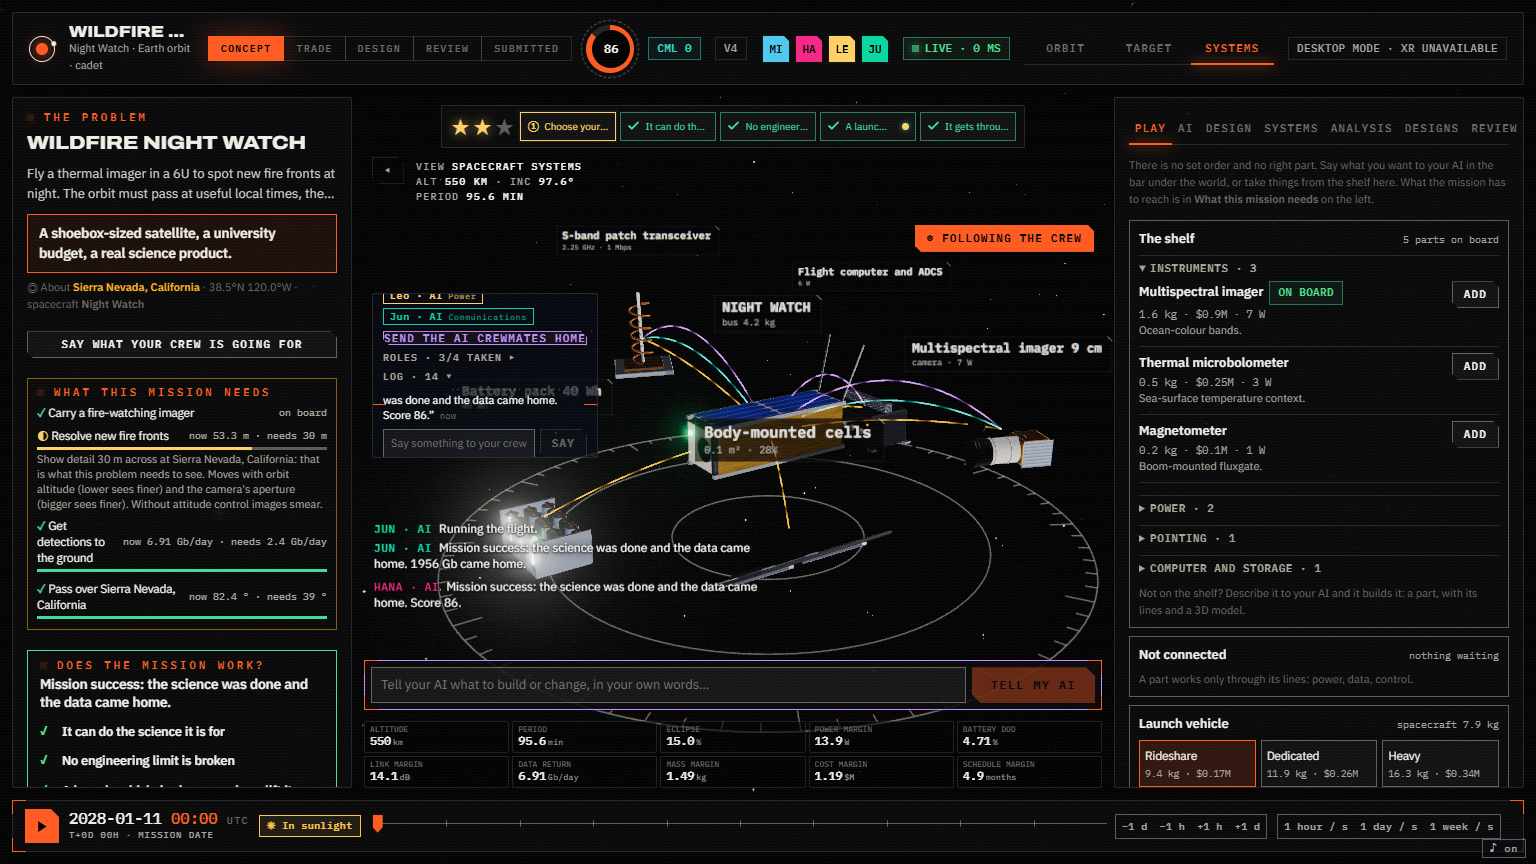 WILDFIRE ...
Night Watch · Earth orbit
· cadet
CONCEPT
TRADE
DESIGN
REVIEW
SUBMITTED
86
CML 0
V4
MI
HA
LE
JU
LIVE · 0 MS
ORBIT
TARGET
SYSTEMS
DESKTOP MODE · XR UNAVAILABLE
THE PROBLEM
WILDFIRE NIGHT WATCH
Fly a thermal imager in a 6U to spot new fire fronts at
night. The orbit must pass at useful local times, the...
A shoebox-sized satellite, a university
budget, a real science product.
About Sierra Nevada, California · 38.5°N 120.0°W ·
spacecraft Night Watch
SAY WHAT YOUR CREW IS GOING FOR
WHAT THIS MISSION NEEDS
✓ Carry a fire-watching imager
on board
Resolve new fire fronts
now 53.3 m · needs 30 m
Show detail 30 m across at Sierra Nevada, California: that
is what this problem needs to see. Moves with orbit
altitude (lower sees finer) and the camera's aperture
(bigger sees finer). Without attitude control images smear.
✓ Get
detections to
the ground
now 6.91 Gb/day · needs 2.4 Gb/day
✓ Pass over Sierra Nevada,
California
now 82.4 ° · needs 39 °
DOES THE MISSION WORK?
Mission success: the science was done and
the data came home.
✓ It can do the science it is for
✓ No engineering limit is broken
★★★
① Choose your...
✓ It can do th...
✓ No engineer...
✓ A launc...
✓ It gets throu...
VIEW SPACECRAFT SYSTEMS
ALT 550 KM · INC 97.6°
PERIOD 95.6 MIN
FOLLOWING THE CREW
S-band patch transceiver
2.25 GHz · 1 Mbps
Flight computer and ADCS
6 W
NIGHT WATCH
bus 4.2 kg
Multispectral imager 9 cm
camera · 7 W
Battery pack 40 Wh
Body-mounted cells
0.1 m² · 28%
Leo · AI Power
Jun · AI Communications
SEND THE AI CREWMATES HOME
ROLES · 3/4 TAKEN ▸
LOG · 14 ▾
was done and the data came home.
Score 86.” now
Say something to your crew
SAY
JUN · AI Running the flight.
JUN · AI Mission success: the science was done and the data came
home. 1956 Gb came home.
HANA · AI Mission success: the science was done and the data came
home. Score 86.
Tell your AI what to build or change, in your own words...
TELL MY AI
ALTITUDE
550 km
PERIOD
95.6 min
ECLIPSE
15.0 %
POWER MARGIN
13.9 W
BATTERY DOD
4.71 %
LINK MARGIN
14.1 dB
DATA RETURN
6.91 Gb/day
MASS MARGIN
1.49 kg
COST MARGIN
1.19 $M
SCHEDULE MARGIN
4.9 months
PLAY
AI
DESIGN
SYSTEMS
ANALYSIS
DESIGNS
REVIEW
There is no set order and no right part. Say what you want to your AI in the
bar under the world, or take things from the shelf here. What the mission has
to reach is in What this mission needs on the left.
The shelf
5 parts on board
▾ INSTRUMENTS · 3
Multispectral imager ON BOARD
ADD
1.6 kg · $0.9M · 7 W
Ocean-colour bands.
Thermal microbolometer
ADD
0.5 kg · $0.25M · 3 W
Sea-surface temperature context.
Magnetometer
ADD
0.2 kg · $0.1M · 1 W
Boom-mounted fluxgate.
▸ POWER · 2
▸ POINTING · 1
▸ COMPUTER AND STORAGE · 1
Not on the shelf? Describe it to your AI and it builds it: a part, with its
lines and a 3D model.
Not connected
nothing waiting
A part works only through its lines: power, data, control.
Launch vehicle
spacecraft 7.9 kg
Rideshare
9.4 kg · $0.17M
Dedicated
11.9 kg · $0.26M
Heavy
16.3 kg · $0.34M
2028-01-11 00:00 UTC
T+0D 00H · MISSION DATE
In sunlight
−1 d
−1 h
+1 h
+1 d
1 hour / s
1 day / s
1 week / s
♪ on